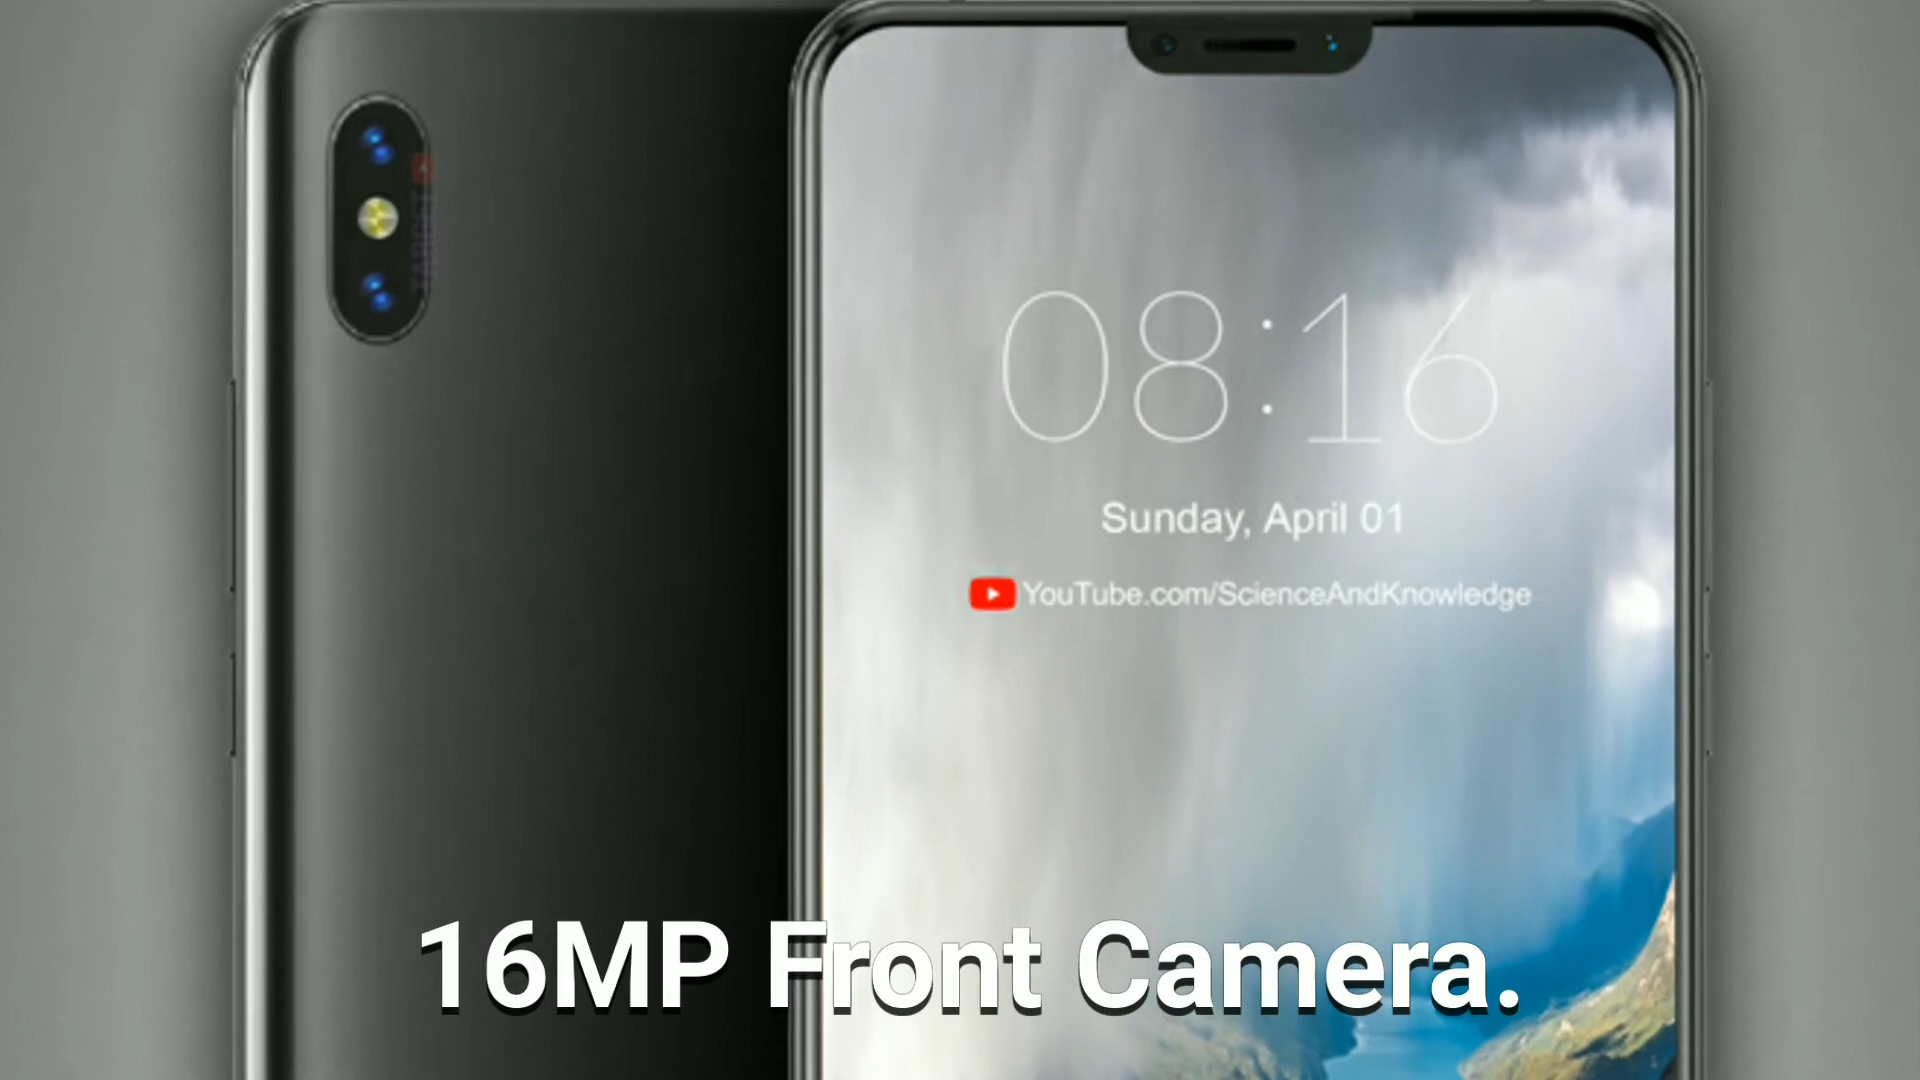 08:16
Sunday, April 01
YouTube.com/ScienceAndKnowledge
16MP Front Camera.